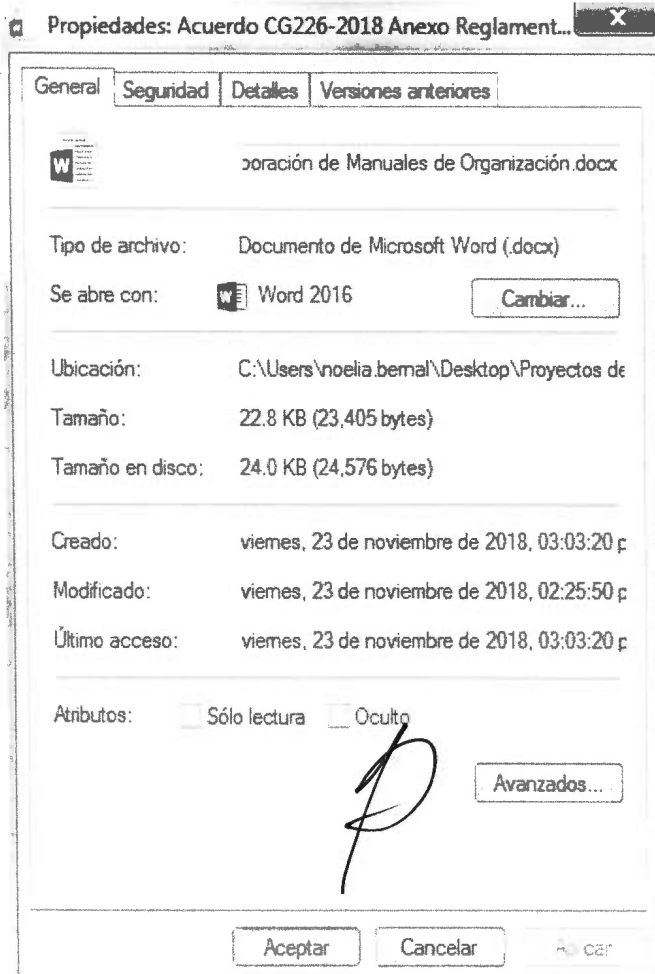 Propiedades: Acuerdo CG226-2018 Anexo Reglament... X
General Seguridad Detalles Versiones anteriores
W poración de Manuales de Organización.docx
Tipo de archivo: Documento de Microsoft Word (.docx)
Se abre con: W Word 2016 Cambiar...
Ubicación: C:\Users\noelia.bernal\Desktop\Proyectos de
Tamaño: 22.8 KB (23,405 bytes)
Tamaño en disco: 24.0 KB (24,576 bytes)
Creado: viernes, 23 de noviembre de 2018, 03:03:20 p
Modificado: viernes, 23 de noviembre de 2018, 02:25:50 p
Último acceso: viernes, 23 de noviembre de 2018, 03:03:20 p
Atributos: Sólo lectura Oculto
Avanzados...
Aceptar Cancelar